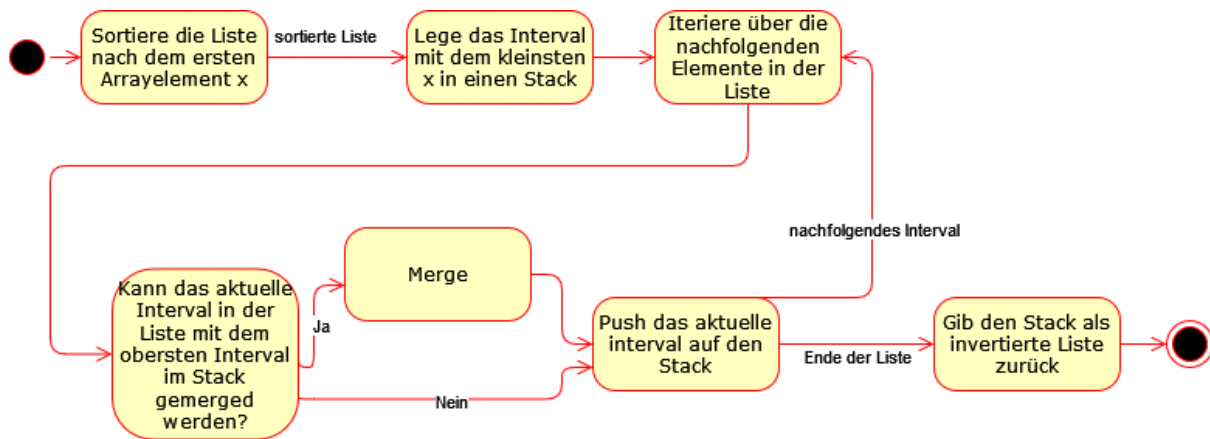 Sortiere die Liste
nach dem ersten
Arrayelement x
sortierte Liste
Lege das Interval
mit dem kleinsten
x in einen Stack
Iteriere über die
nachfolgenden
Elemente in der
Liste
nachfolgendes Interval
Kann das aktuelle
Interval in der
Liste mit dem
obersten Interval
im Stack
gemerged
werden?
Ja
Merge
Nein
Push das aktuelle
interval auf den
Stack
Ende der Liste
Gib den Stack als
invertierte Liste
zurück